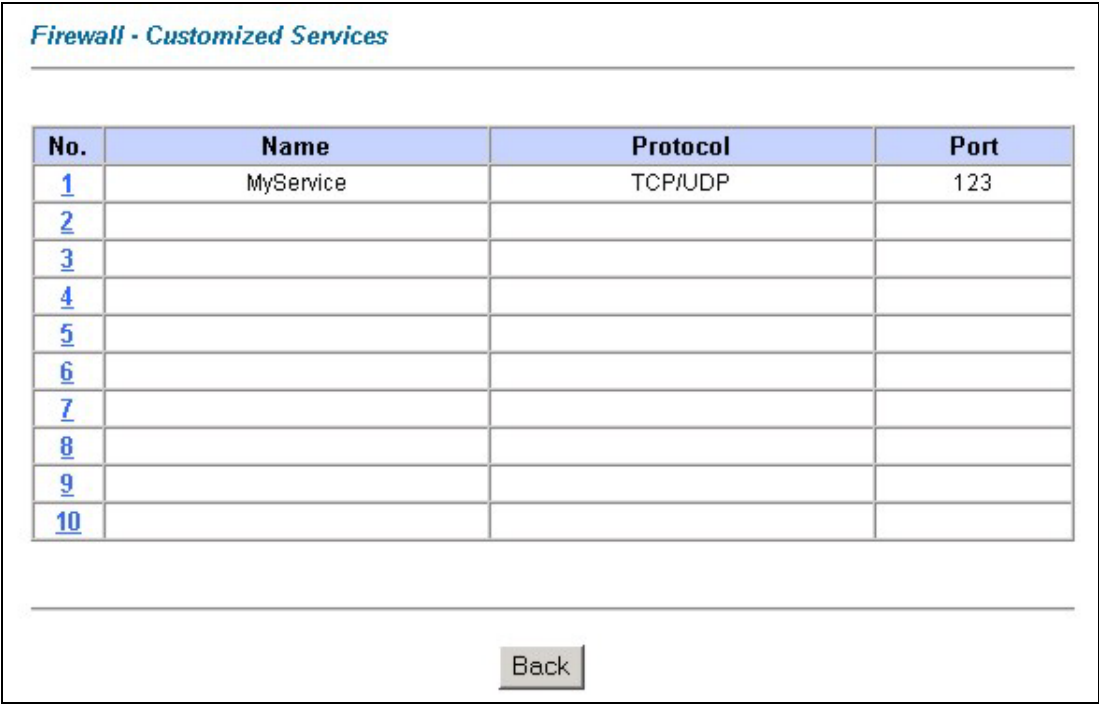 Firewall - Customized Services
No. Name Protocol Port
1 MyService TCP/UDP 123
2
3
4
5
6
7
8
9
10
Back